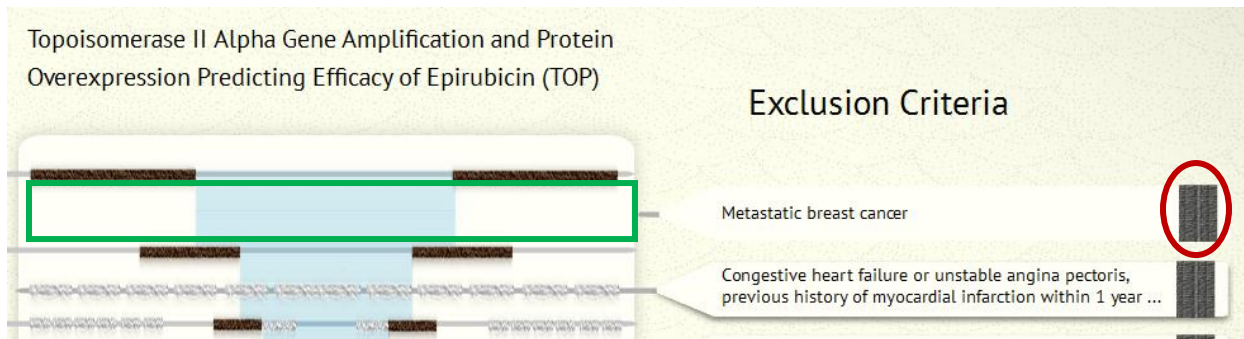 Topoisomerase II Alpha Gene Amplification and Protein
Overexpression Predicting Efficacy of Epirubicin (TOP)
Exclusion Criteria
Metastatic breast cancer
Congestive heart failure or unstable angina pectoris,
previous history of myocardial infarction within 1 year ...